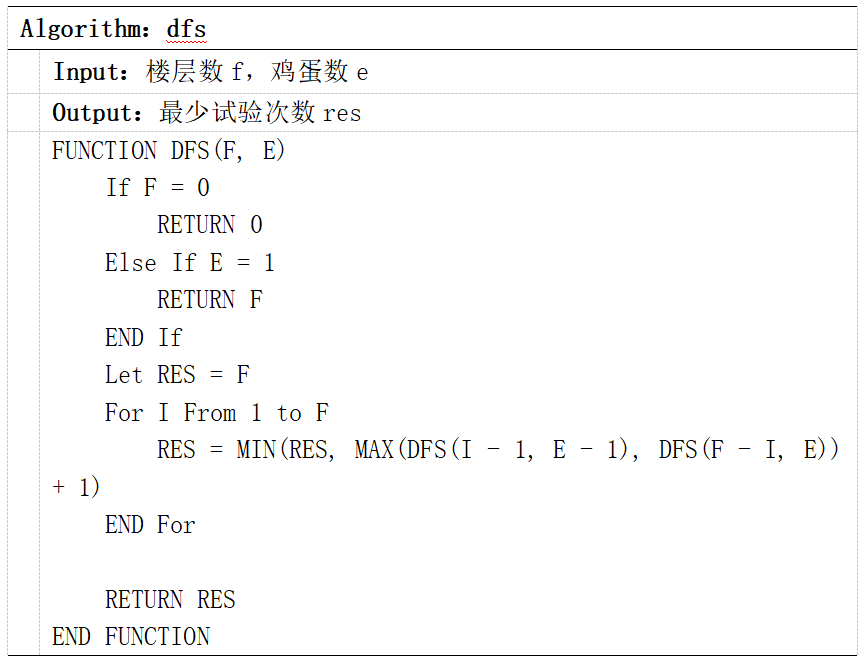 Algorithm：dfs
Input：楼层数 f，鸡蛋数 e
Output：最少试验次数 res
FUNCTION DFS(F, E)
    If F = 0
        RETURN 0
    Else If E = 1
        RETURN F
    END If
    Let RES = F
    For I From 1 to F
        RES = MIN(RES, MAX(DFS(I - 1, E - 1), DFS(F - I, E))
+ 1)
    END For
    RETURN RES
END FUNCTION